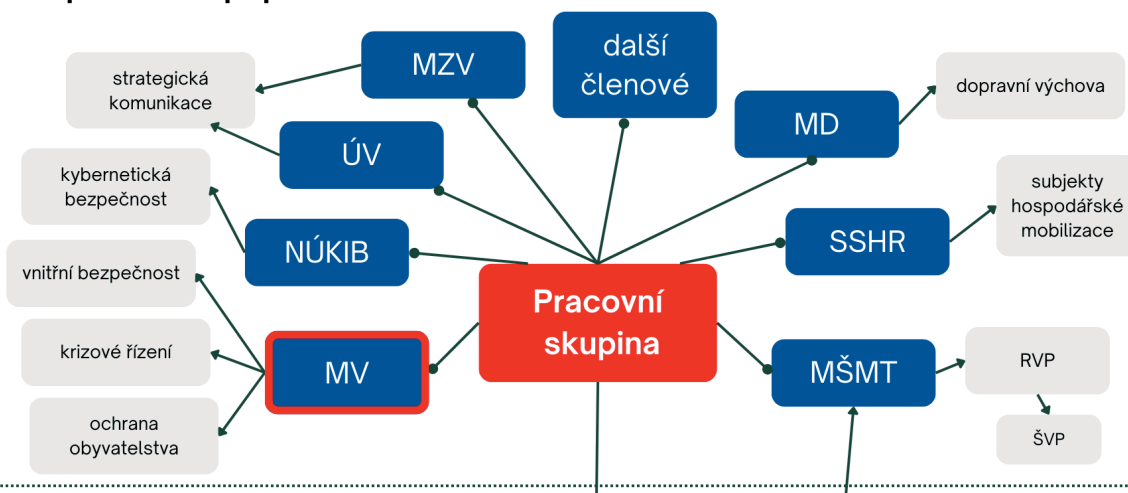 MZV
další
členové
strategická
komunikace
MD
dopravní výchova
ÚV
kybernetická
bezpečnost
subjekty
hospodářské
mobilizace
NÚKIB
SSHR
vnitřní bezpečnost
Pracovní
skupina
krizové řízení
MV
MŠMT
RVP
ochrana
obyvatelstva
ŠVP